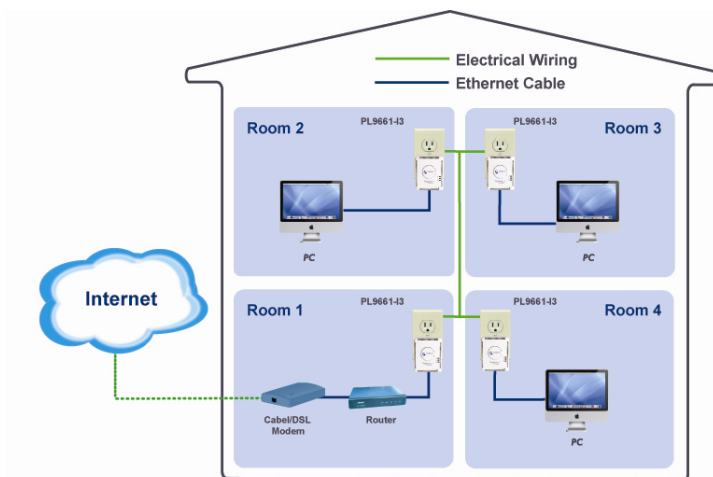 Electrical Wiring
Ethernet Cable
Room 2
PL9661-I3
PL9661-I3
Room 3
PC
PC
Internet
Room 1
PL9661-I3
PL9661-I3
Room 4
Cabel/DSL
Modem
Router
PC